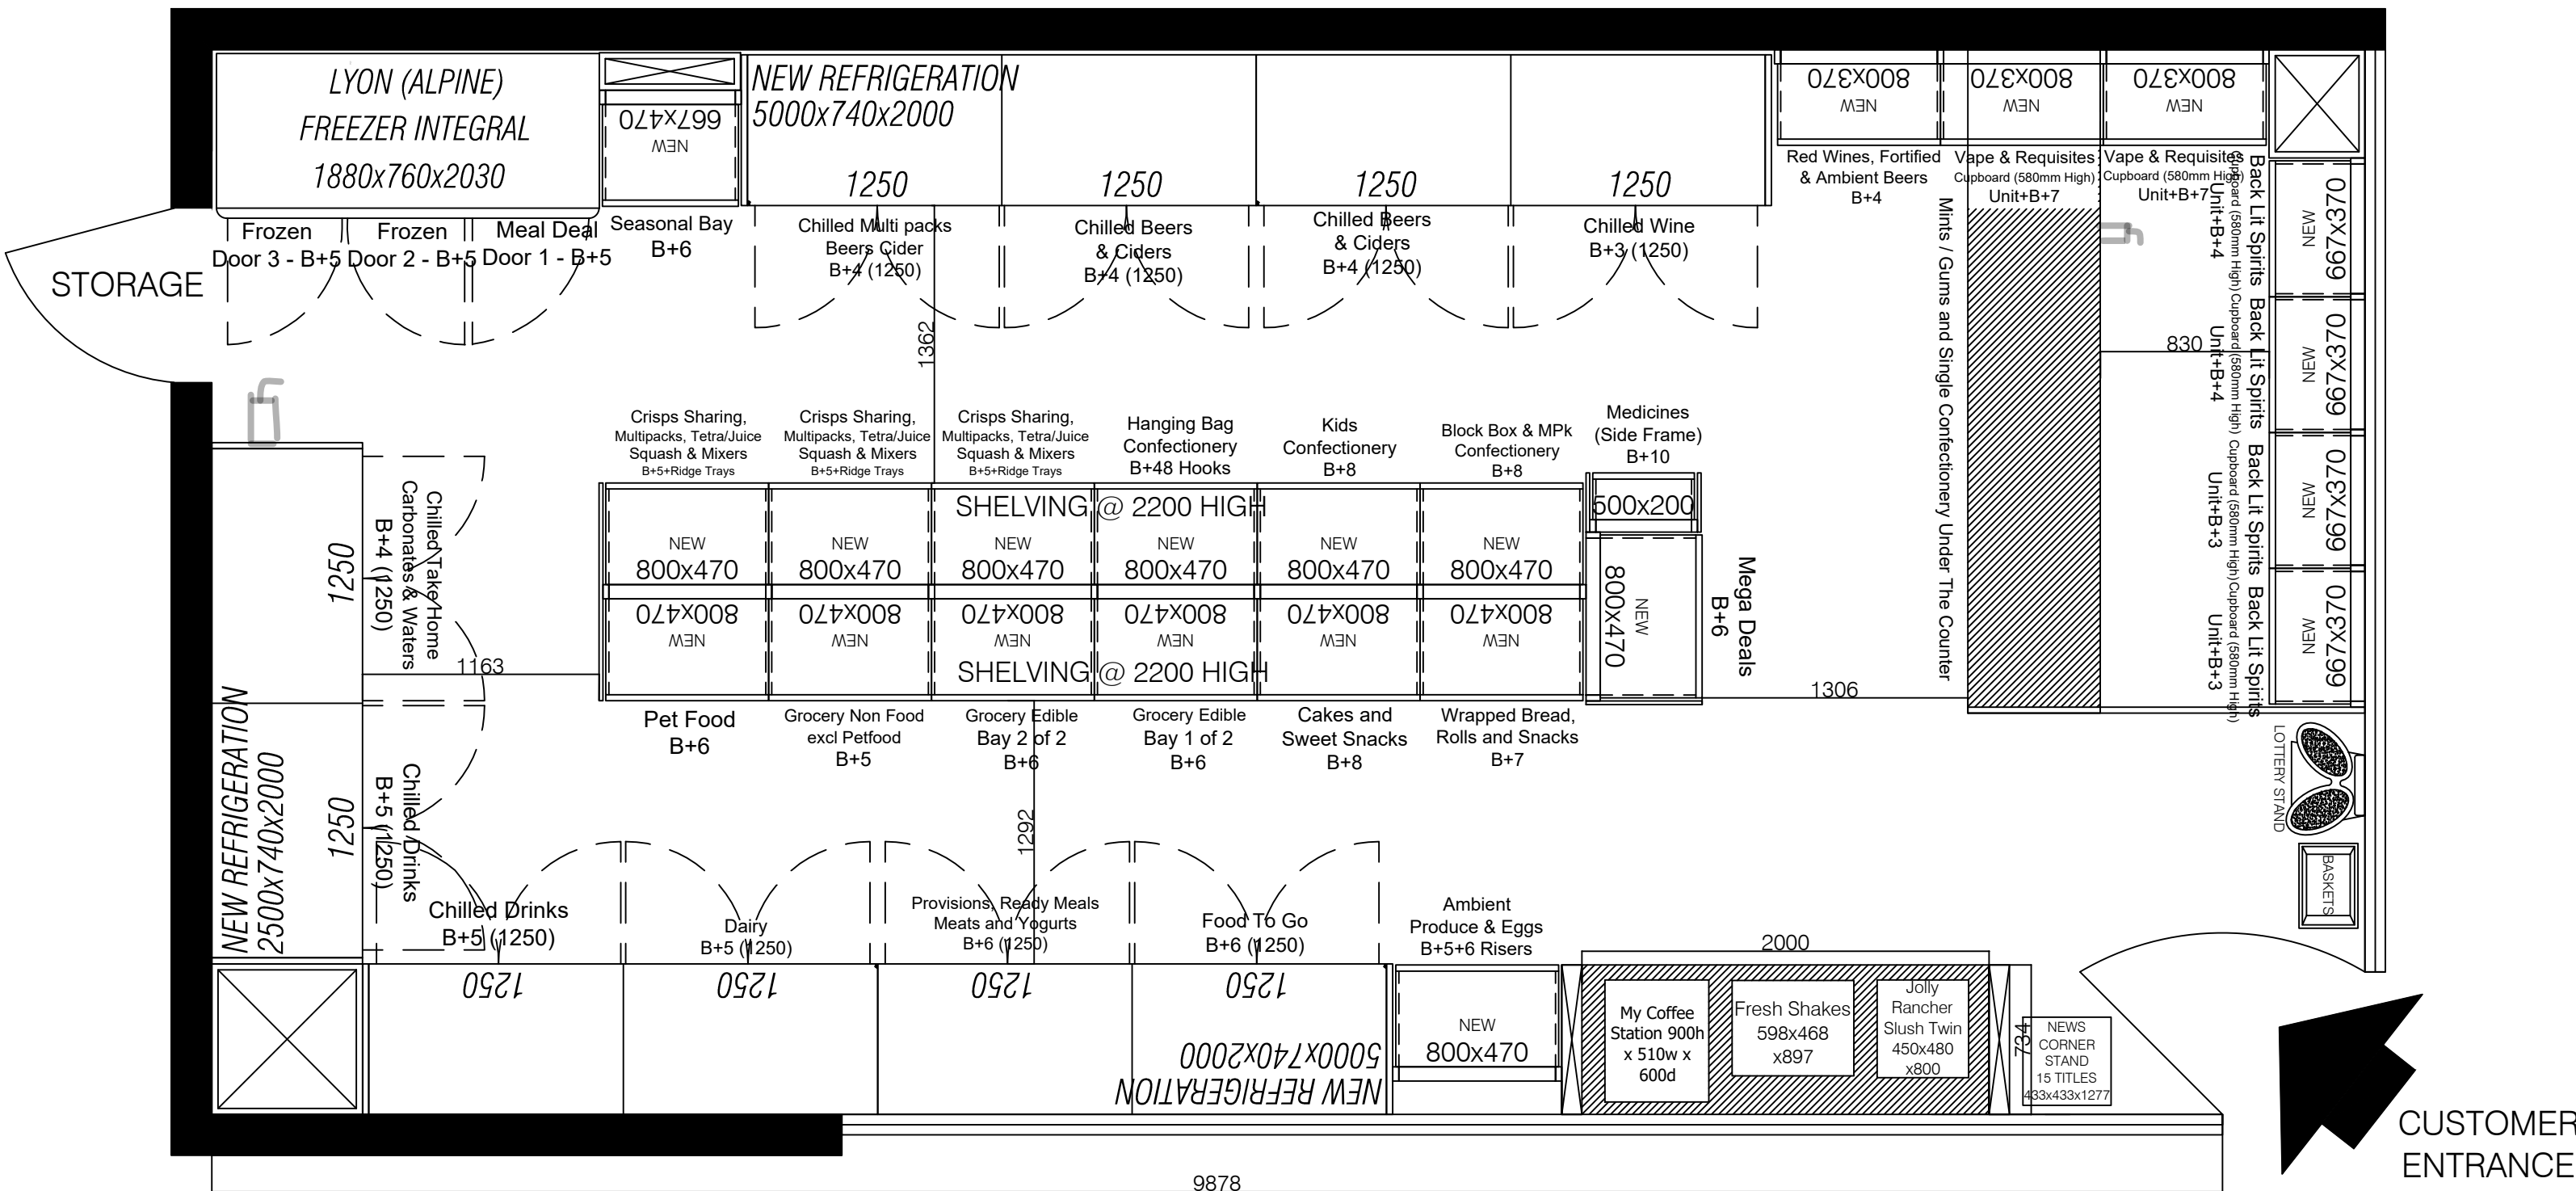 LYON (ALPINE)
FREEZER INTEGRAL
1880x760x2030
667x470
NEW
NEW REFRIGERATION
5000x740x2000
1250
1250
1250
1250
800x370
NEW
800x370
NEW
800x370
NEW
Frozen
Door 3 - B+5
Frozen
Door 2 - B+5
Meal Deal
Door 1 - B+5
Seasonal Bay
B+6
Chilled Multi packs
Beers Cider
B+4 (1250)
Chilled Beers
& Ciders
B+4 (1250)
Chilled Beers
& Ciders
B+4 (1250)
Chilled Wine
B+3 (1250)
Red Wines, Fortified
& Ambient Beers
B+4
Vape & Requisites
Cupboard (580mm High)
Unit+B+7
Vape & Requisites
Cupboard (580mm High)
Unit+B+7
STORAGE
1362
Mints / Gums and Single Confectionery Under The Counter
830
Back Lit Spirits
Cupboard (580mm High)
Unit+B+4
Back Lit Spirits
Cupboard (580mm High)
Unit+B+4
Back Lit Spirits
Cupboard (580mm High)
Unit+B+3
Back Lit Spirits
Cupboard (580mm High)
Unit+B+3
NEW
667x370
NEW
667x370
NEW
667x370
NEW
667x370
Crisps Sharing,
Multipacks, Tetra/Juice
Squash & Mixers
B+5+Ridge Trays
Crisps Sharing,
Multipacks, Tetra/Juice
Squash & Mixers
B+5+Ridge Trays
Crisps Sharing,
Multipacks, Tetra/Juice
Squash & Mixers
B+5+Ridge Trays
Hanging Bag
Confectionery
B+48 Hooks
Kids
Confectionery
B+8
Block Box & MPk
Confectionery
B+8
Medicines
(Side Frame)
B+10
SHELVING @ 2200 HIGH
500x200
NEW
800x470
NEW
800x470
NEW
800x470
NEW
800x470
NEW
800x470
NEW
800x470
800x470
NEW
800x470
NEW
800x470
NEW
800x470
NEW
800x470
NEW
800x470
NEW
SHELVING @ 2200 HIGH
NEW
800x470
Mega Deals
B+6
1306
1250
Chilled Take Home
Carbonates & Waters
B+4 (1250)
1163
NEW REFRIGERATION
2500x740x2000
1250
Chilled Drinks
B+5 (1250)
Pet Food
B+6
Grocery Non Food
excl Petfood
B+5
Grocery Edible
Bay 2 of 2
B+6
Grocery Edible
Bay 1 of 2
B+6
Cakes and
Sweet Snacks
B+8
Wrapped Bread,
Rolls and Snacks
B+7
1292
LOTTERY STAND
BASKETS
Chilled Drinks
B+5 (1250)
Dairy
B+5 (1250)
Provisions, Ready Meals
Meats and Yogurts
B+6 (1250)
Food To Go
B+6 (1250)
Ambient
Produce & Eggs
B+5+6 Risers
1250
1250
1250
1250
NEW REFRIGERATION
5000x740x2000
NEW
800x470
2000
My Coffee
Station 900h
x 510w x
600d
Fresh Shakes
598x468
x897
Jolly
Rancher
Slush Twin
450x480
x800
734
NEWS
CORNER
STAND
15 TITLES
433x433x1277
CUSTOMER
ENTRANCE
9878